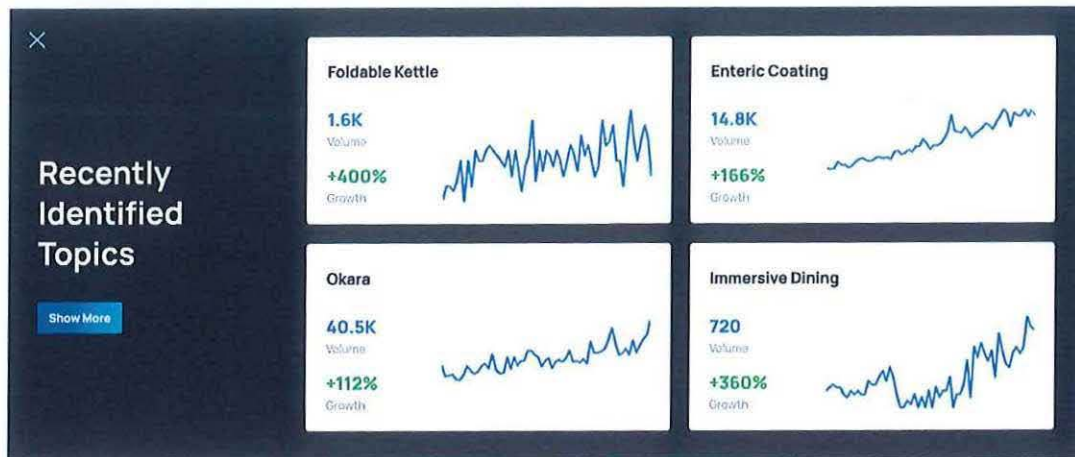 Recently
Identified
Topics
Show More
Foldable Kettle
1.6K
Volume
+400%
Growth
Enteric Coating
14.8K
Volume
+166%
Growth
Okara
40.5K
Volume
+112%
Growth
Immersive Dining
720
Volume
+360%
Growth